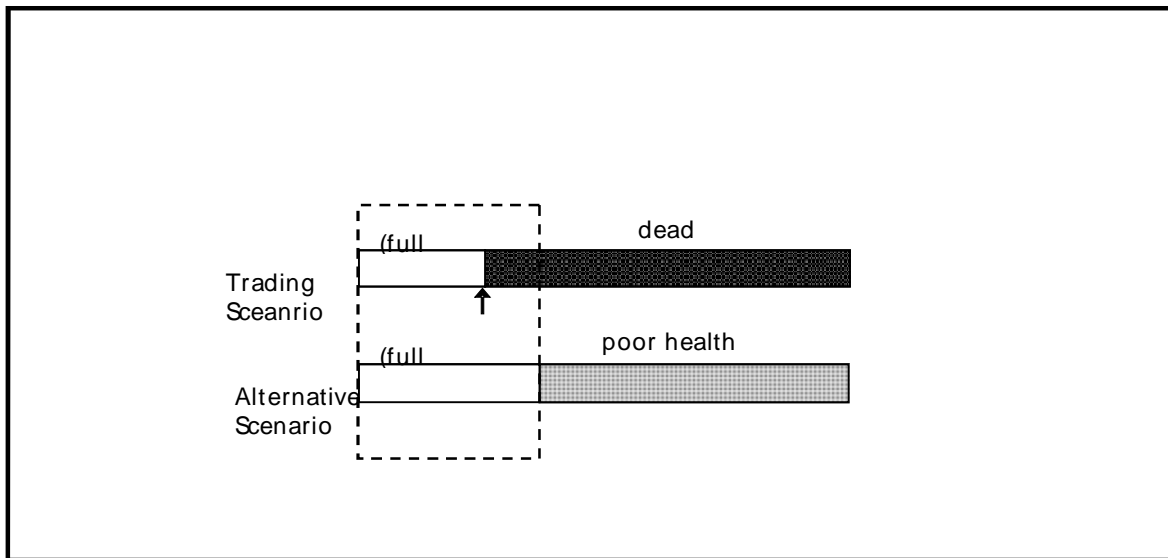 dead
(full
Trading
Sceanrio
poor health
(full
Alternative
Scenario